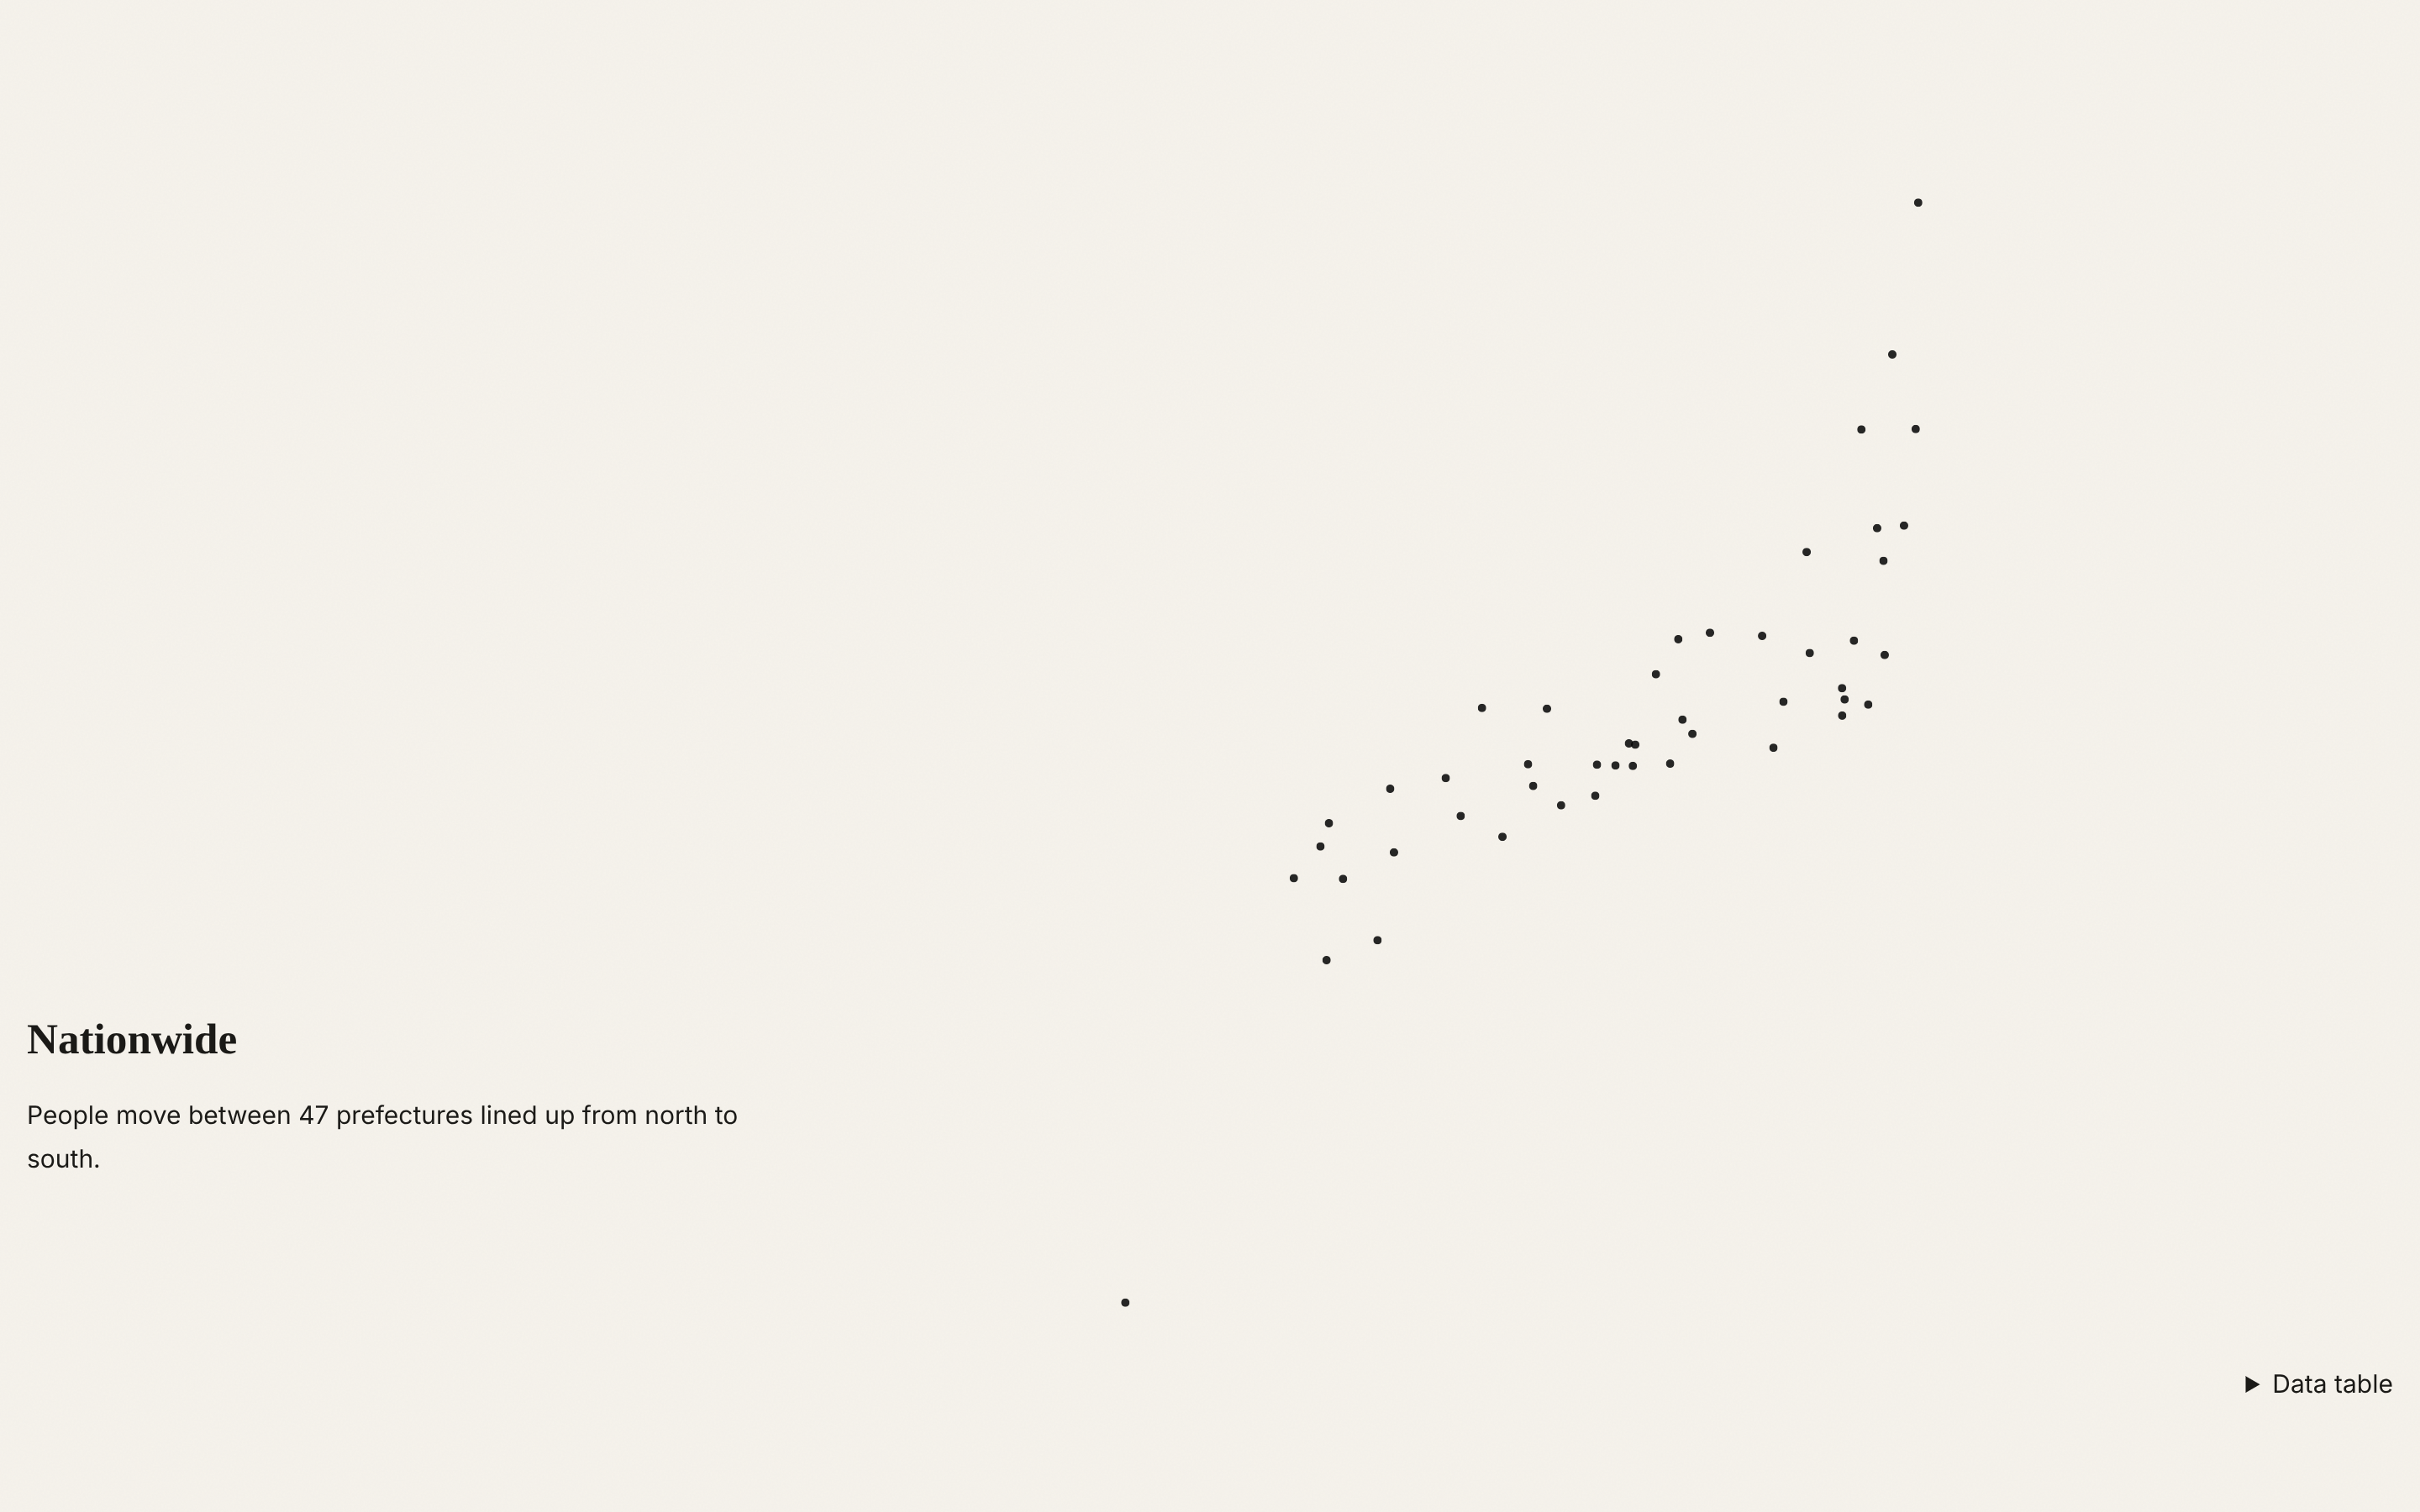 Nationwide
People move between 47 prefectures lined up from north to
south.
Data table